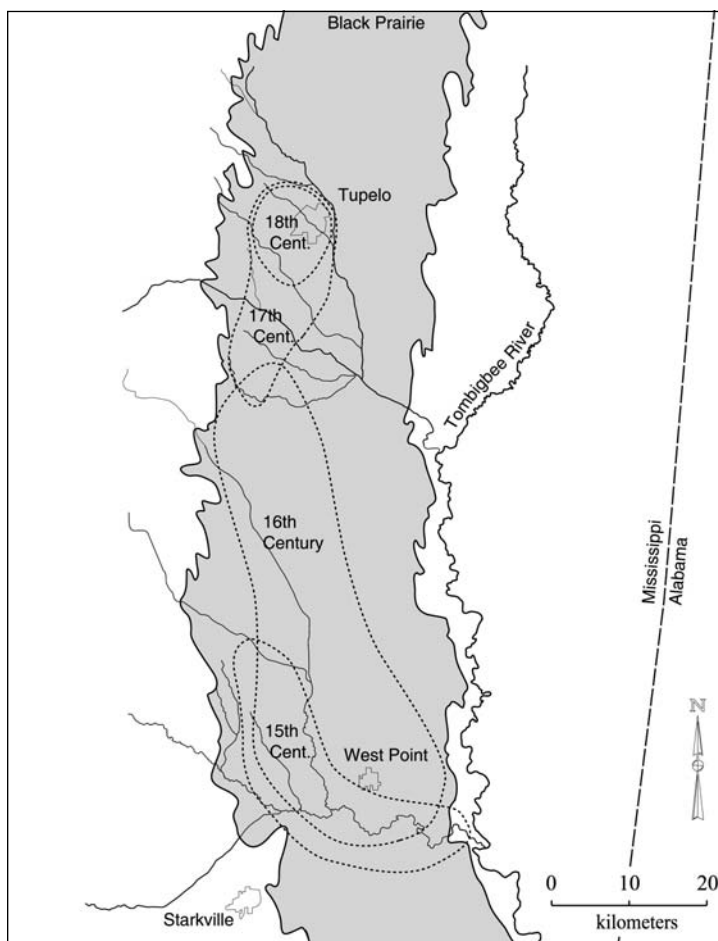 Black Prairie
Tupelo
18th
Cent.
17th
Cent.
Tombigbee River
16th
Century
Mississippi
Alabama
N
15th
Cent.
West Point
0 10 20
kilometers
Starkville